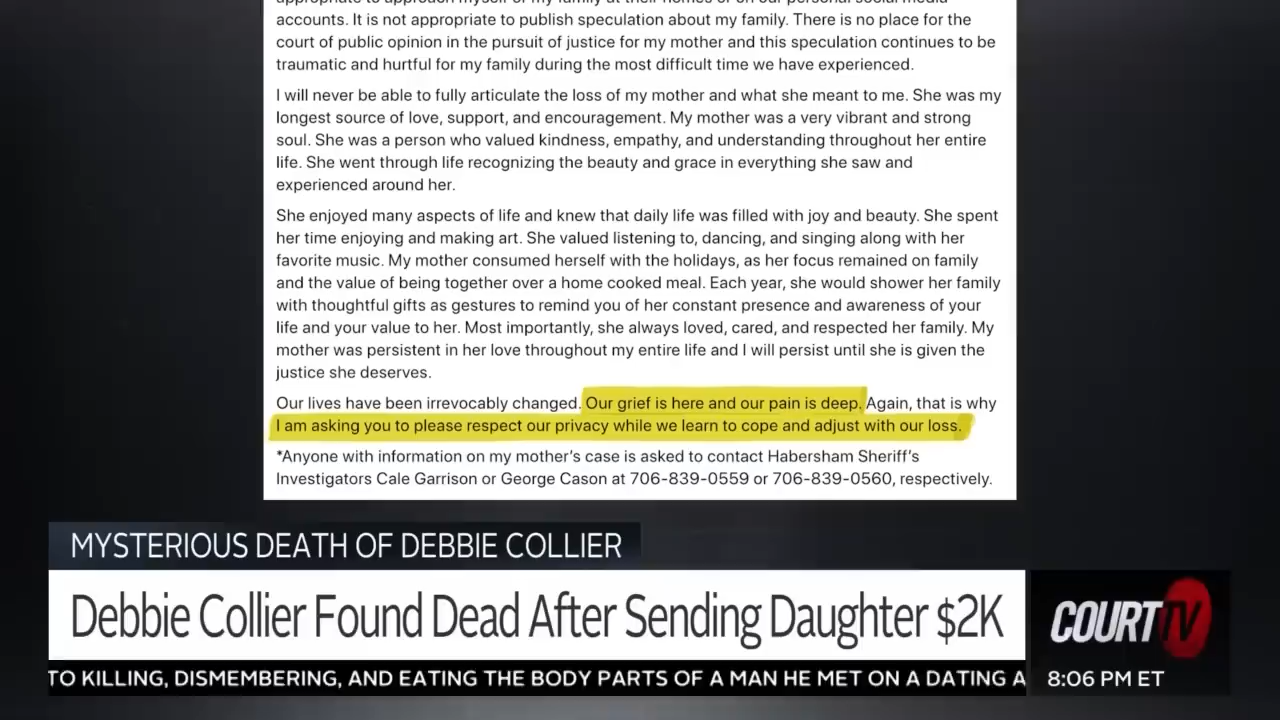 appropriate to approach myself or my family at their homes or on our personal social media
accounts. It is not appropriate to publish speculation about my family. There is no place for the
court of public opinion in the pursuit of justice for my mother and this speculation continues to be
traumatic and hurtful for my family during the most difficult time we have experienced.
I will never be able to fully articulate the loss of my mother and what she meant to me. She was my
longest source of love, support, and encouragement. My mother was a very vibrant and strong
soul. She was a person who valued kindness, empathy, and understanding throughout her entire
life. She went through life recognizing the beauty and grace in everything she saw and
experienced around her.
She enjoyed many aspects of life and knew that daily life was filled with joy and beauty. She spent
her time enjoying and making art. She valued listening to, dancing, and singing along with her
favorite music. My mother consumed herself with the holidays, as her focus remained on family
and the value of being together over a home cooked meal. Each year, she would shower her family
with thoughtful gifts as gestures to remind you of her constant presence and awareness of your
life and your value to her. Most importantly, she always loved, cared, and respected her family. My
mother was persistent in her love throughout my entire life and I will persist until she is given the
justice she deserves.
Our lives have been irrevocably changed. Our grief is here and our pain is deep. Again, that is why
I am asking you to please respect our privacy while we learn to cope and adjust with our loss.
*Anyone with information on my mother's case is asked to contact Habersham Sheriff's
Investigators Cale Garrison or George Cason at 706-839-0559 or 706-839-0560, respectively.
MYSTERIOUS DEATH OF DEBBIE COLLIER
Debbie Collier Found Dead After Sending Daughter $2K
COURT TV
TO KILLING, DISMEMBERING, AND EATING THE BODY PARTS OF A MAN HE MET ON A DATING A
8:06 PM ET